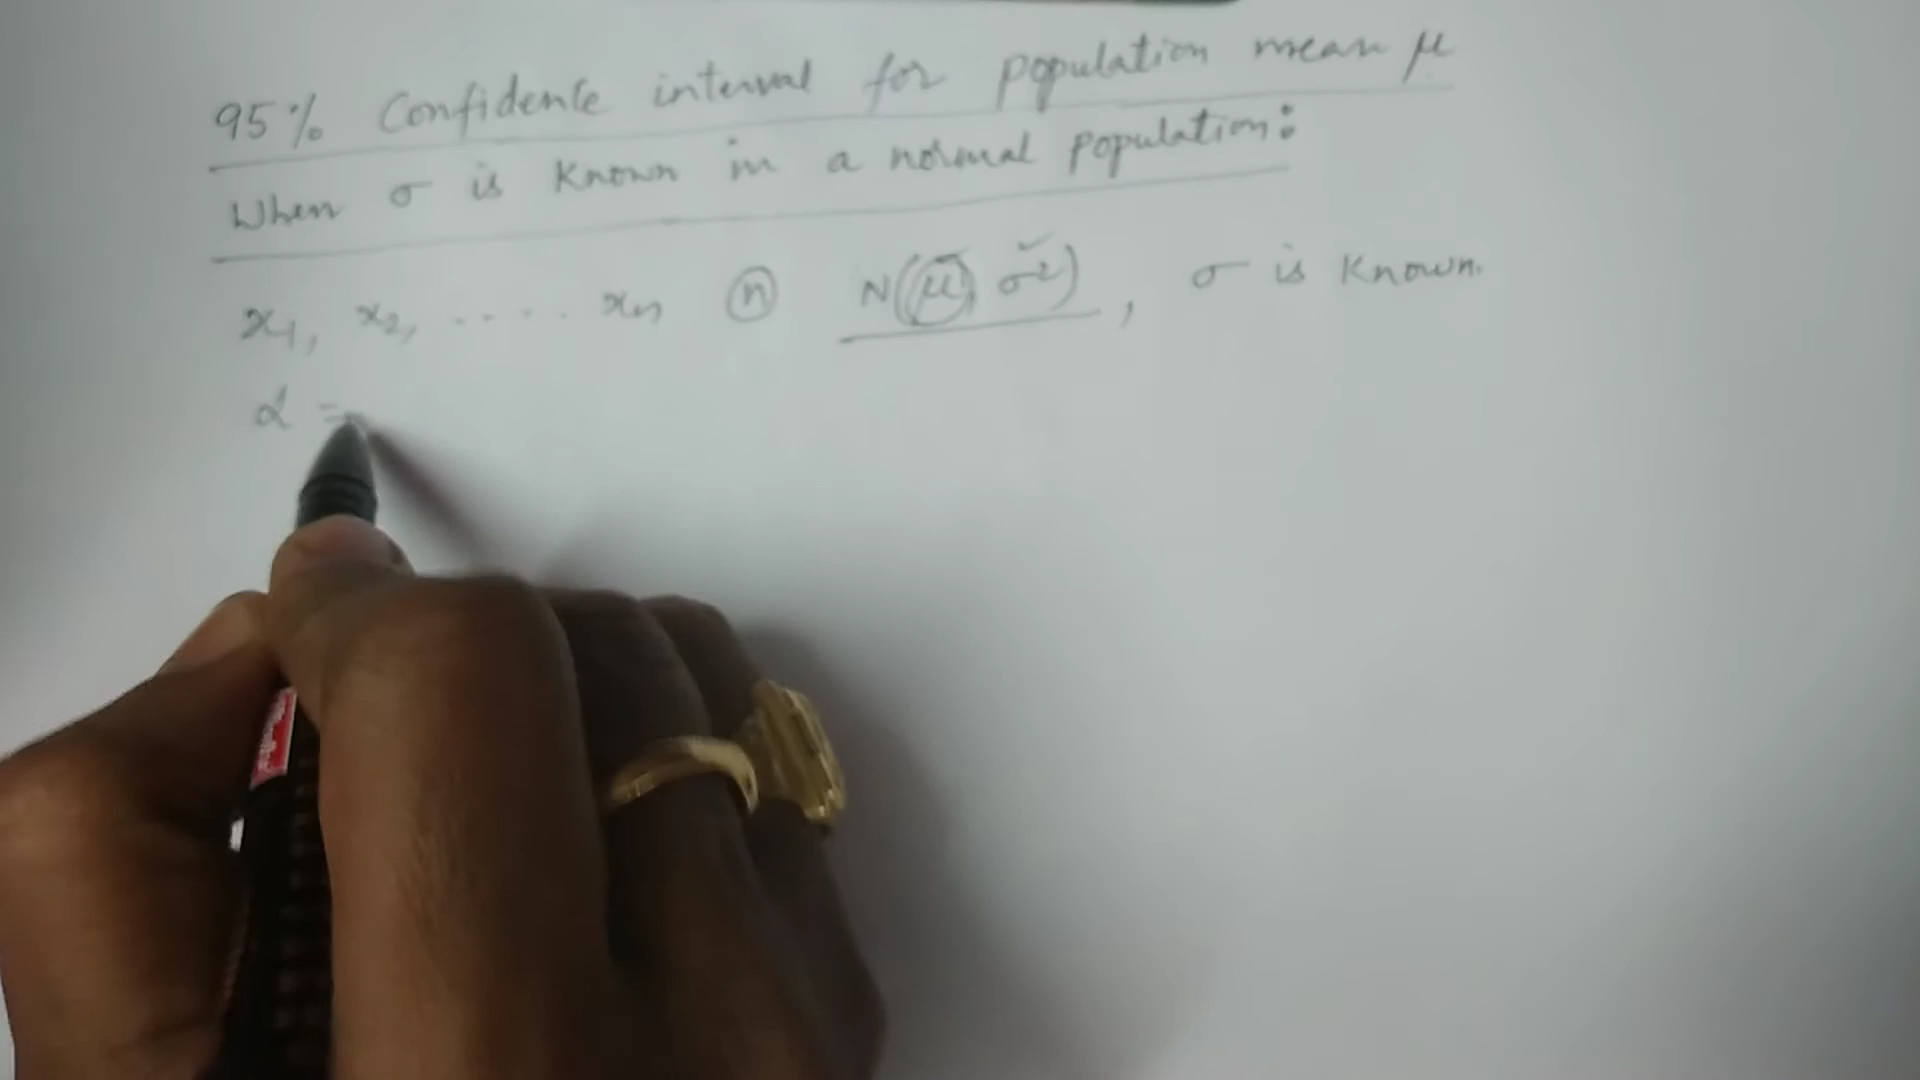 95% Confidence interval for population mean μ
When σ is known in a normal population:
x₁, x₂, ..... xₙ n N(μ, σ²), σ is known.
α =